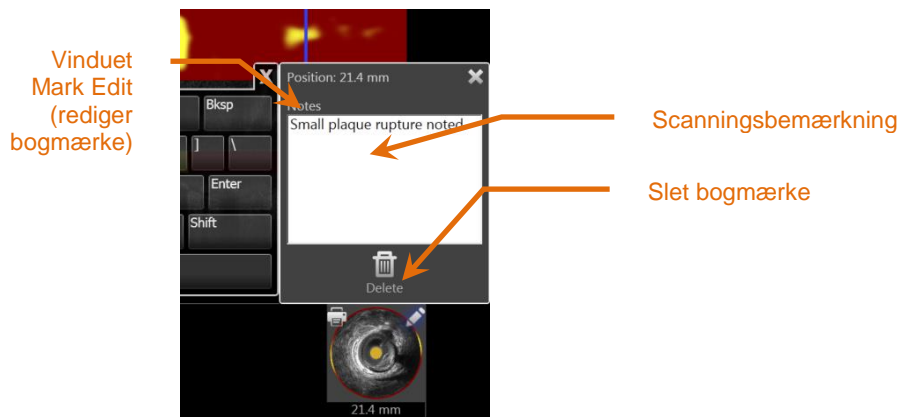 Vinduet
Mark Edit
(rediger
bogmærke)
Position: 21.4 mm
Notes
Small plaque rupture noted
Bksp
] \
Enter
Shift
Delete
21.4 mm
Scanningsbemærkning
Slet bogmærke